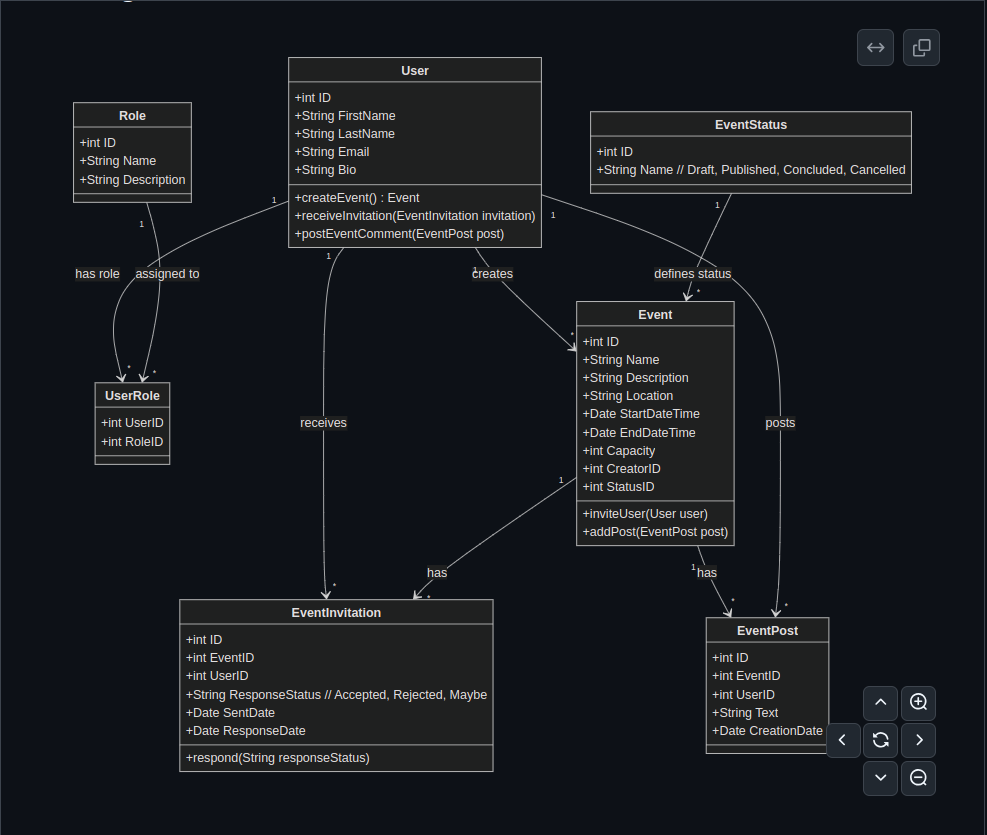 User
+int ID
+String FirstName
+String LastName
+String Email
+String Bio
+createEvent() : Event
+receiveInvitation(EventInvitation invitation)
+postEventComment(EventPost post)
Role
+int ID
+String Name
+String Description
EventStatus
+int ID
+String Name // Draft, Published, Concluded, Cancelled
1
1
1
1
1
1
has role
assigned to
creates
defines status
*
*
*
*
UserRole
+int UserID
+int RoleID
Event
+int ID
+String Name
+String Description
+String Location
+Date StartDateTime
+Date EndDateTime
+int Capacity
+int CreatorID
+int StatusID
+inviteUser(User user)
+addPost(EventPost post)
receives
posts
1
has
1
has
*
*
*
*
EventInvitation
+int ID
+int EventID
+int UserID
+String ResponseStatus // Accepted, Rejected, Maybe
+Date SentDate
+Date ResponseDate
+respond(String responseStatus)
EventPost
+int ID
+int EventID
+int UserID
+String Text
+Date CreationDate